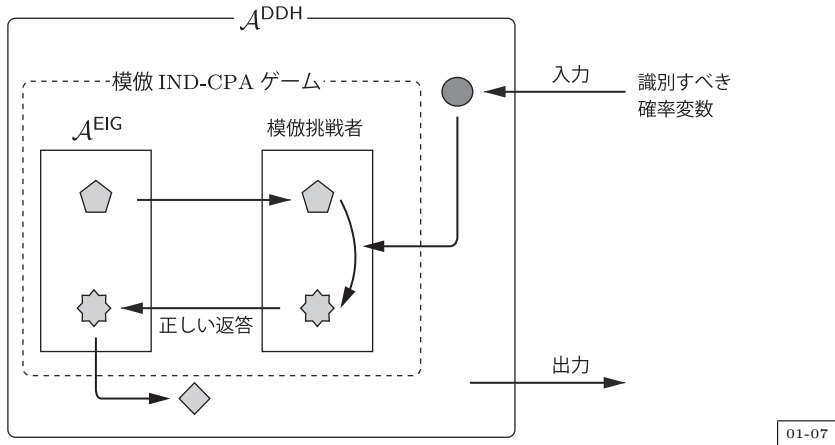 𝒜^DDH
模倣 IND-CPA ゲーム
入力
識別すべき
確率変数
𝒜^EIG
模倣挑戦者
正しい返答
出力
01-07